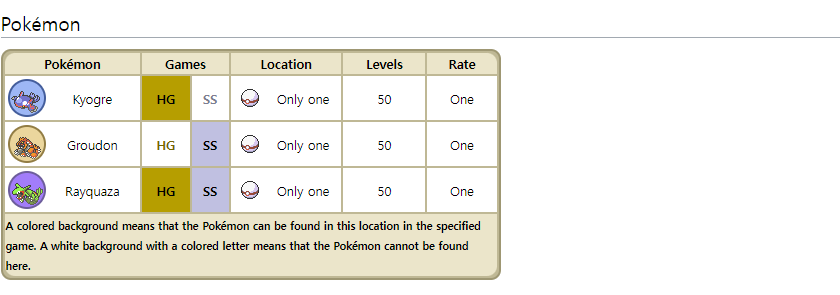 Pokémon
Pokémon Games Location Levels Rate
Kyogre HG SS Only one 50 One
Groudon HG SS Only one 50 One
Rayquaza HG SS Only one 50 One
A colored background means that the Pokémon can be found in this location in the specified
game. A white background with a colored letter means that the Pokémon cannot be found
here.